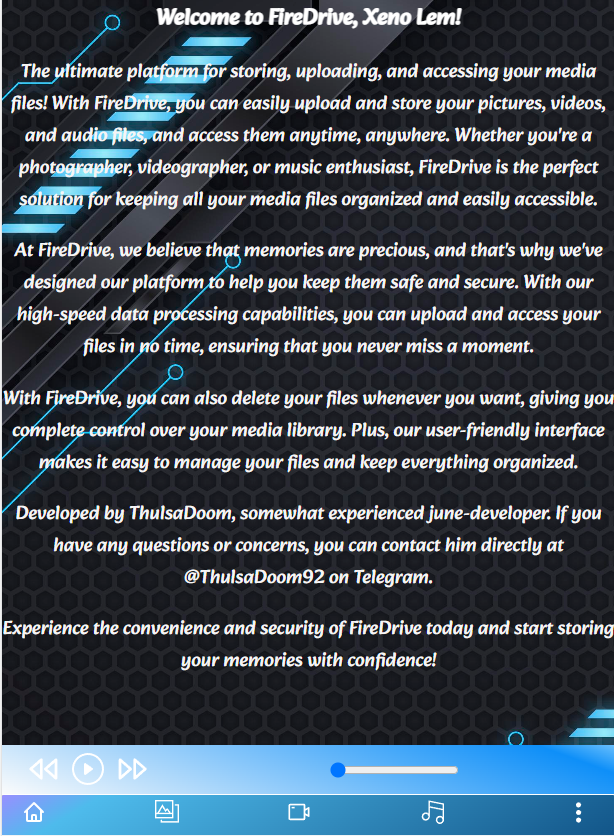 Welcome to FireDrive, Xeno Lem!
The ultimate platform for storing, uploading, and accessing your media
files! With FireDrive, you can easily upload and store your pictures, videos,
and audio files, and access them anytime, anywhere. Whether you're a
photographer, videographer, or music enthusiast, FireDrive is the perfect
solution for keeping all your media files organized and easily accessible.
At FireDrive, we believe that memories are precious, and that's why we've
designed our platform to help you keep them safe and secure. With our
high-speed data processing capabilities, you can upload and access your
files in no time, ensuring that you never miss a moment.
With FireDrive, you can also delete your files whenever you want, giving you
complete control over your media library. Plus, our user-friendly interface
makes it easy to manage your files and keep everything organized.
Developed by ThulsaDoom, somewhat experienced june-developer. If you
have any questions or concerns, you can contact him directly at
@ThulsaDoom92 on Telegram.
Experience the convenience and security of FireDrive today and start storing
your memories with confidence!